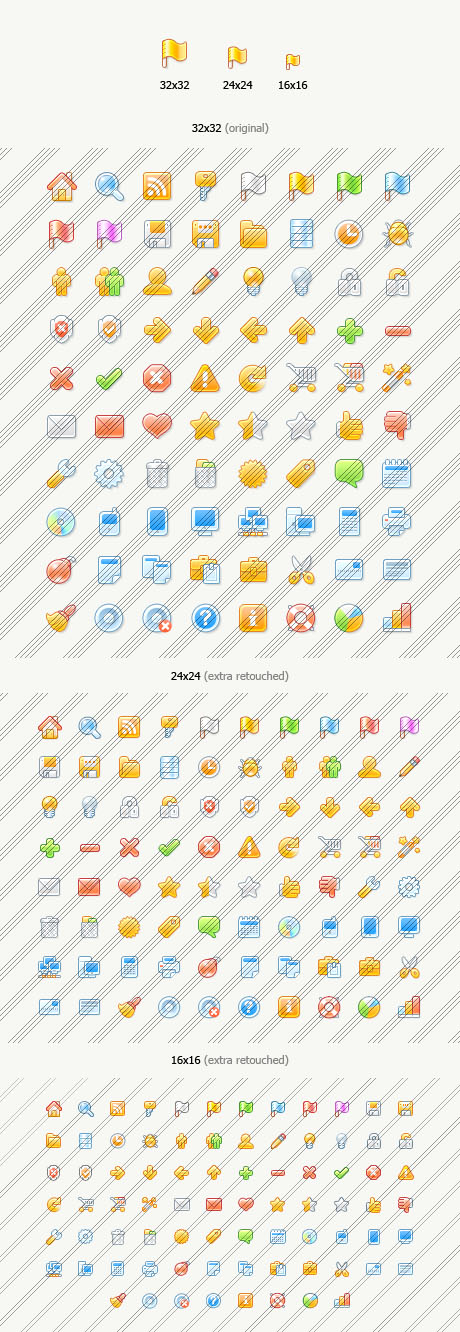 32x32 24x24 16x16
32x32 (original)
24x24 (extra retouched)
16x16 (extra retouched)